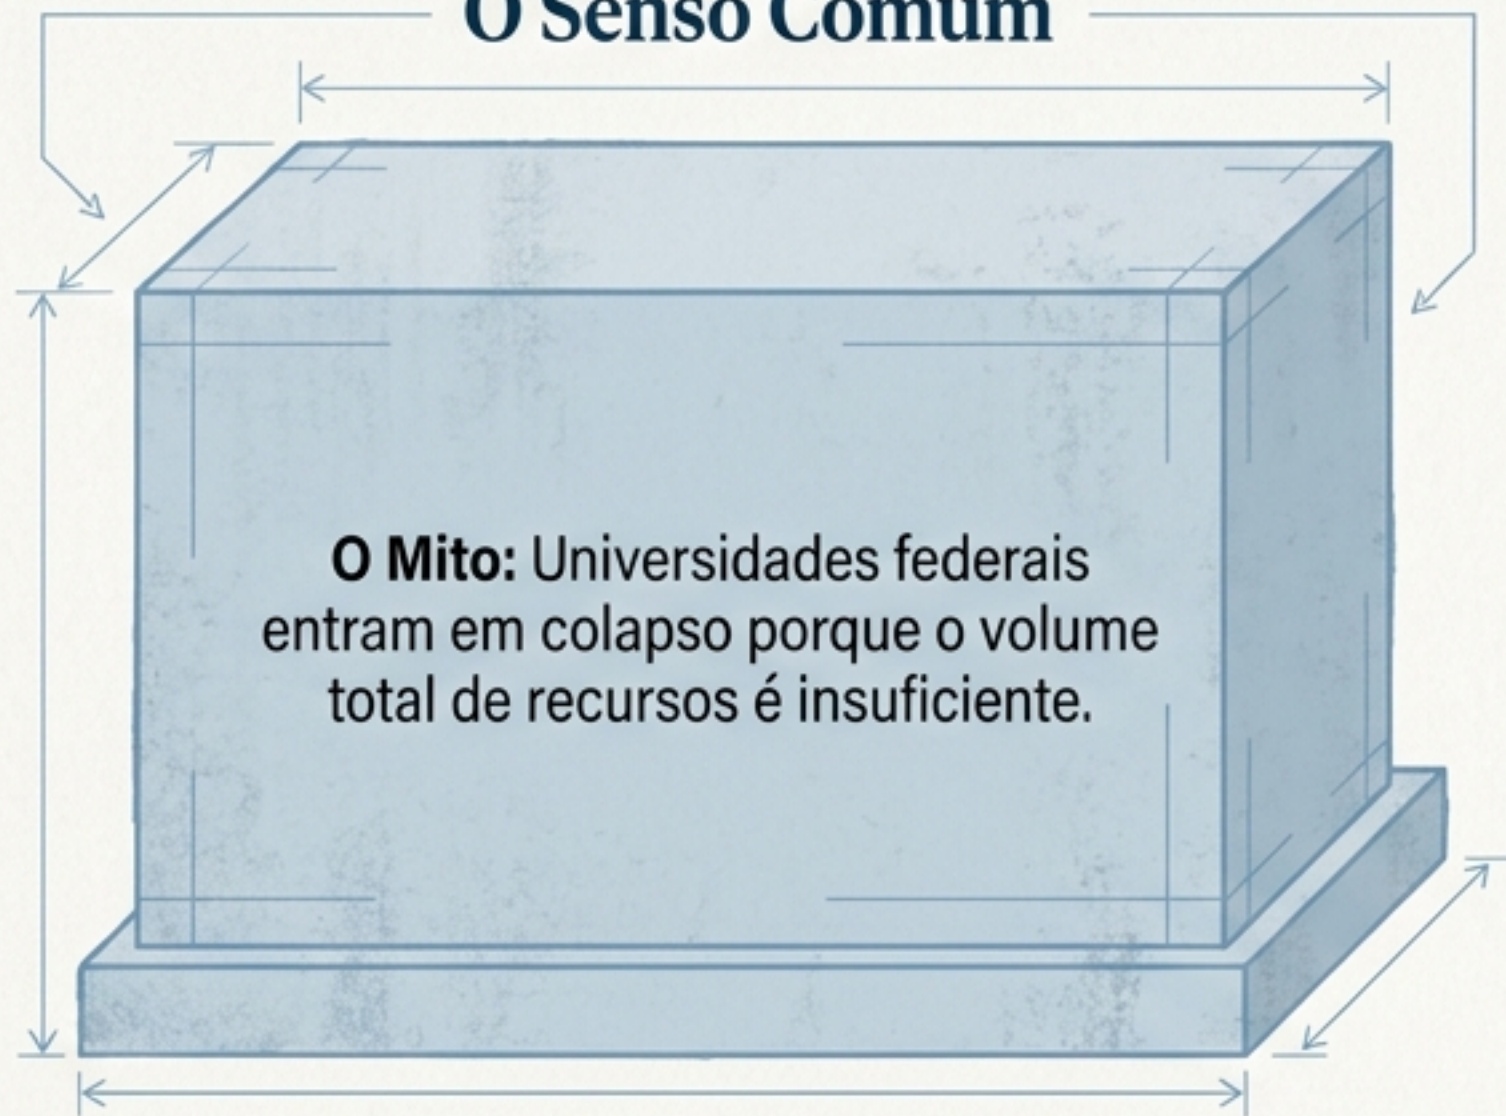 O Senso Comum
O Mito: Universidades federais
entram em colapso porque o volume
total de recursos é insuficiente.